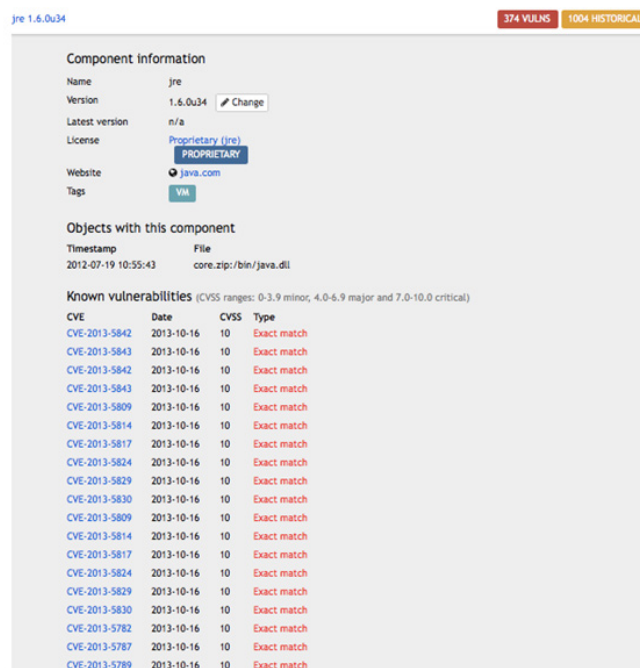 jre 1.6.0u34 374 VULNS 1004 HISTORICAL
Component information
Name jre
Version 1.6.0u34 Change
Latest version n/a
License Proprietary (jre)
PROPRIETARY
Website java.com
Tags VM
Objects with this component
Timestamp File
2012-07-19 10:55:43 core.zip:/bin/java.dll
Known vulnerabilities (CVSS ranges: 0-3.9 minor, 4.0-6.9 major and 7.0-10.0 critical)
CVE Date CVSS Type
CVE-2013-5842 2013-10-16 10 Exact match
CVE-2013-5843 2013-10-16 10 Exact match
CVE-2013-5842 2013-10-16 10 Exact match
CVE-2013-5843 2013-10-16 10 Exact match
CVE-2013-5809 2013-10-16 10 Exact match
CVE-2013-5814 2013-10-16 10 Exact match
CVE-2013-5817 2013-10-16 10 Exact match
CVE-2013-5824 2013-10-16 10 Exact match
CVE-2013-5829 2013-10-16 10 Exact match
CVE-2013-5830 2013-10-16 10 Exact match
CVE-2013-5809 2013-10-16 10 Exact match
CVE-2013-5814 2013-10-16 10 Exact match
CVE-2013-5817 2013-10-16 10 Exact match
CVE-2013-5824 2013-10-16 10 Exact match
CVE-2013-5829 2013-10-16 10 Exact match
CVE-2013-5830 2013-10-16 10 Exact match
CVE-2013-5782 2013-10-16 10 Exact match
CVE-2013-5787 2013-10-16 10 Exact match
CVE-2013-5789 2013-10-16 10 Exact match